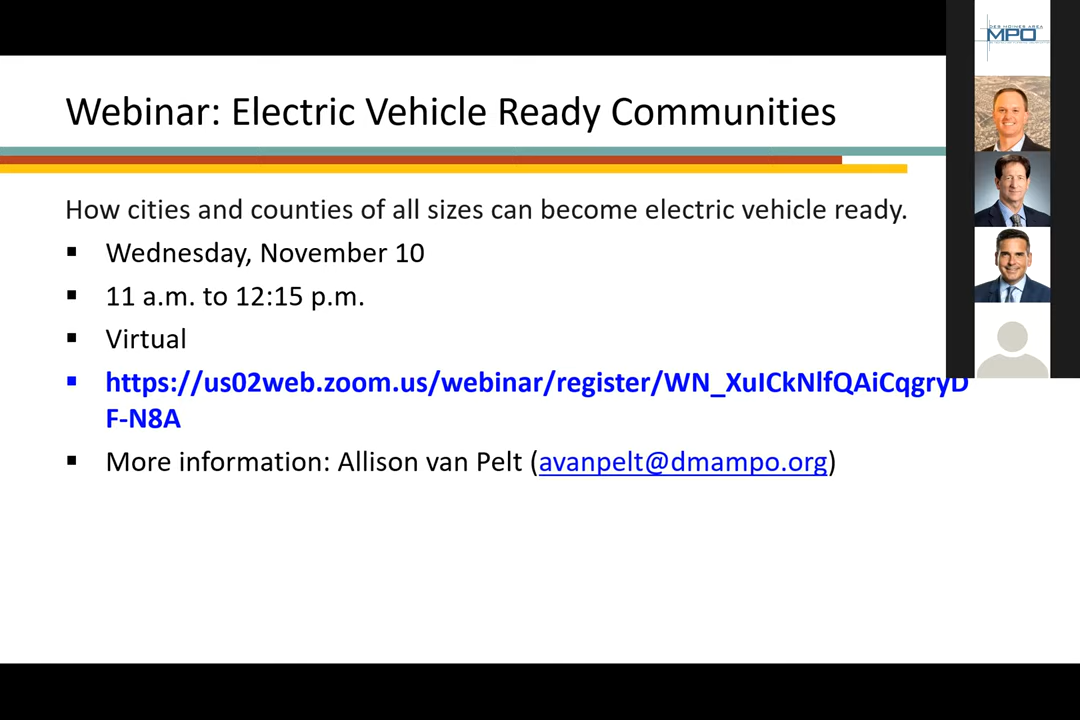 Webinar: Electric Vehicle Ready Communities
How cities and counties of all sizes can become electric vehicle ready.
Wednesday, November 10
11 a.m. to 12:15 p.m.
Virtual
https://us02web.zoom.us/webinar/register/WN_XuICkNlfQAiCqgryD
F-N8A
More information: Allison van Pelt (avanpelt@dmampo.org)
DES MOINES AREA
MPO